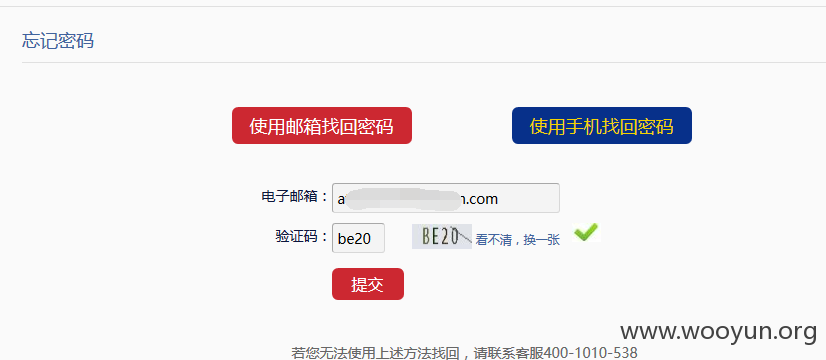 忘记密码
使用邮箱找回密码 使用手机找回密码
电子邮箱： a n.com
验证码： be20 BE20 看不清，换一张
提交
www.wooyun.org
若您无法使用上述方法找回，请联系客服400-1010-538